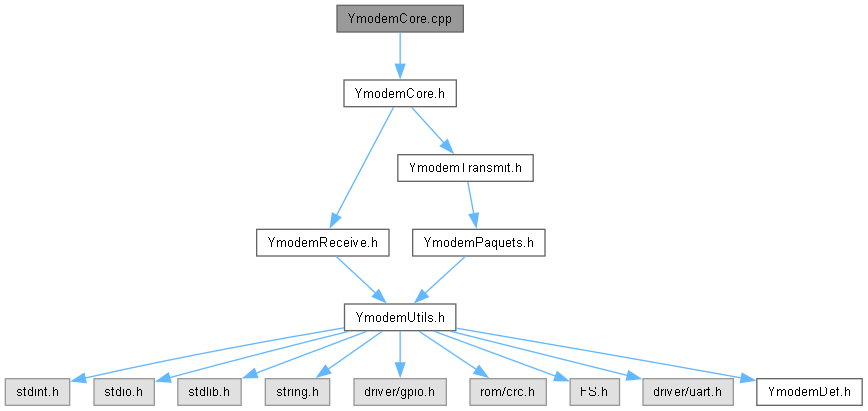 YmodemCore.cpp
YmodemCore.h
YmodemTransmit.h
YmodemReceive.h
YmodemPaquets.h
YmodemUtils.h
stdint.h
stdio.h
stdlib.h
string.h
driver/gpio.h
rom/crc.h
FS.h
driver/uart.h
YmodemDef.h